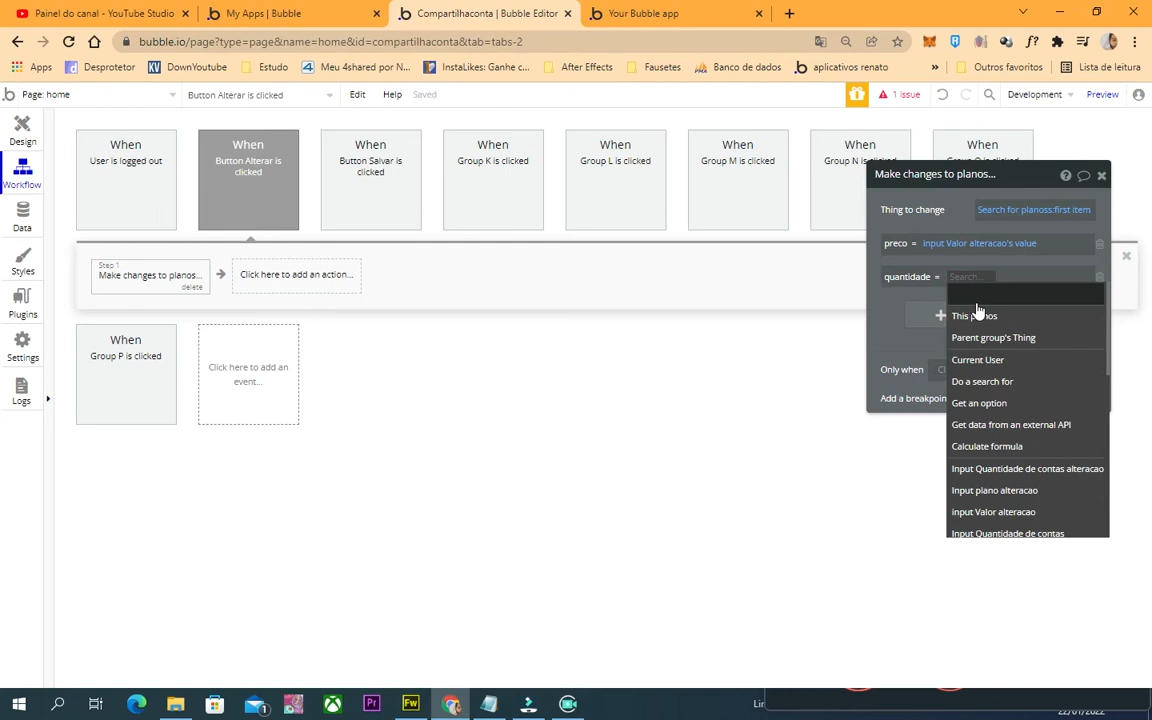 Painel do canal - YouTube Studio
My Apps | Bubble
Compartilhaconta | Bubble Editor
Your Bubble app
bubble.io/page?type=page&name=home&id=compartilhaconta&tab=tabs-2
Apps
Desprotetor
DownYoutube
Estudo
Meu 4shared por N...
InstaLikes: Ganhe c...
After Effects
Fausetes
Banco de dados
aplicativos renato
»
Outros favoritos
Lista de leitura
Page: home
Button Alterar is clicked
Edit
Help
Saved
1 issue
Development
Preview
Design
Workflow
Data
Styles
Plugins
Settings
Logs
When
User is logged out
When
Button Alterar is
clicked
When
Button Salvar is
clicked
When
Group K is clicked
When
Group L is clicked
When
Group M is clicked
When
Group N is clicked
When
Step 1
Make changes to planos...
delete
Click here to add an action...
When
Group P is clicked
Click here to add an
event...
Make changes to planos...
Thing to change
Search for planoss:first item
preco =
input Valor alteracao's value
quantidade =
Search...
This planos
Parent group's Thing
Current User
Do a search for
Get an option
Get data from an external API
Calculate formula
Input Quantidade de contas alteracao
Input plano alteracao
input Valor alteracao
Input Quantidade de contas
Only when
Add a breakpoin
22/01/2022